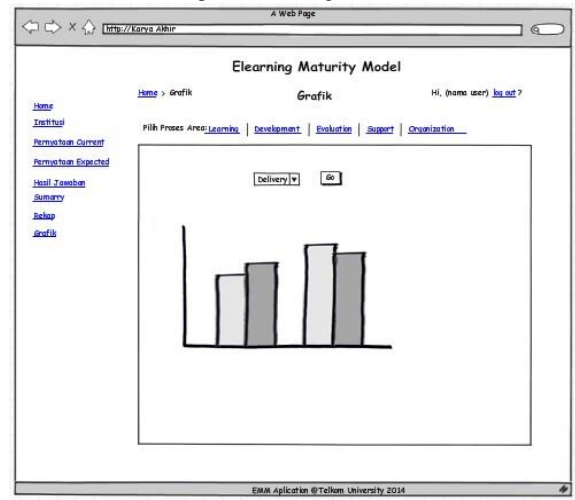 A Web Page
http://Karya Akhir
Elearning Maturity Model
Home > Grafik
Grafik
Hi, (nama user) log out ?
Home
Institusi
Pernyataan Current
Pernyataan Expected
Hasil Jawaban
Sumarry
Rekap
Grafik
Pilih Proses Area: Learning | Development | Evaluation | Support | Organization
Delivery
Go
EMM Aplication @Telkom University 2014